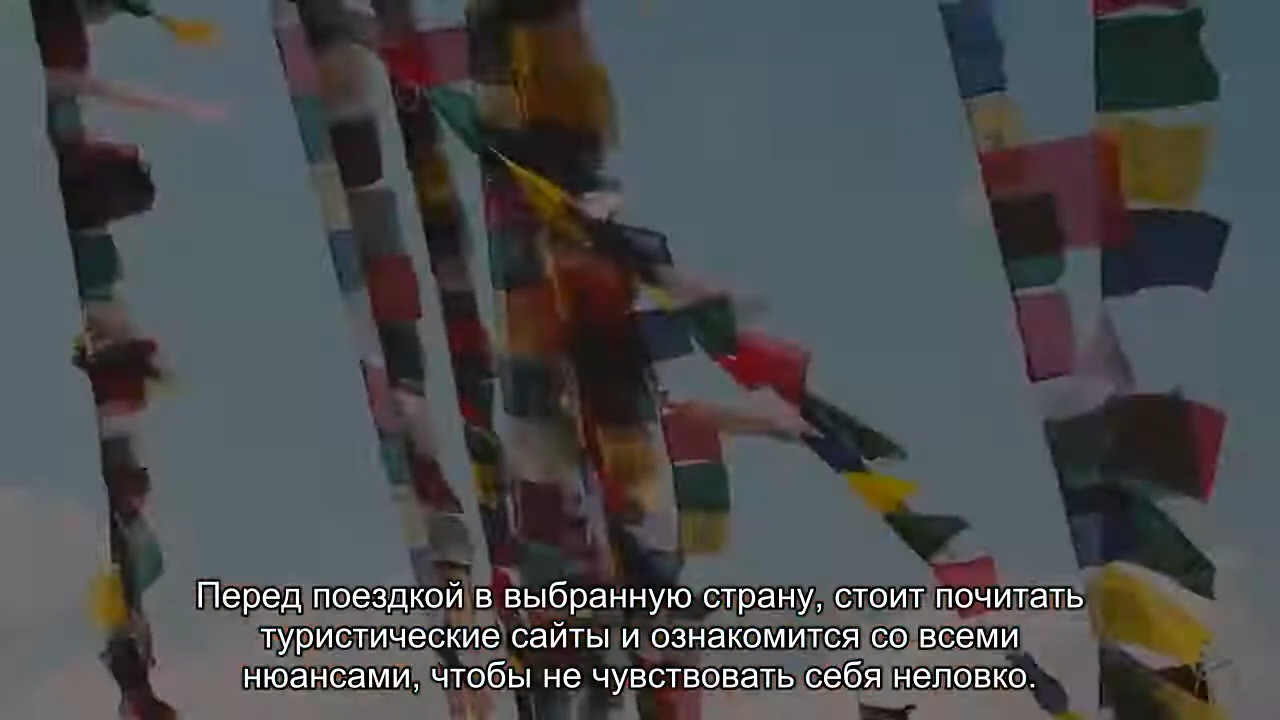 Перед поездкой в выбранную страну, стоит почитать
туристические сайты и ознакомится со всеми
нюансами, чтобы не чувствовать себя неловко.